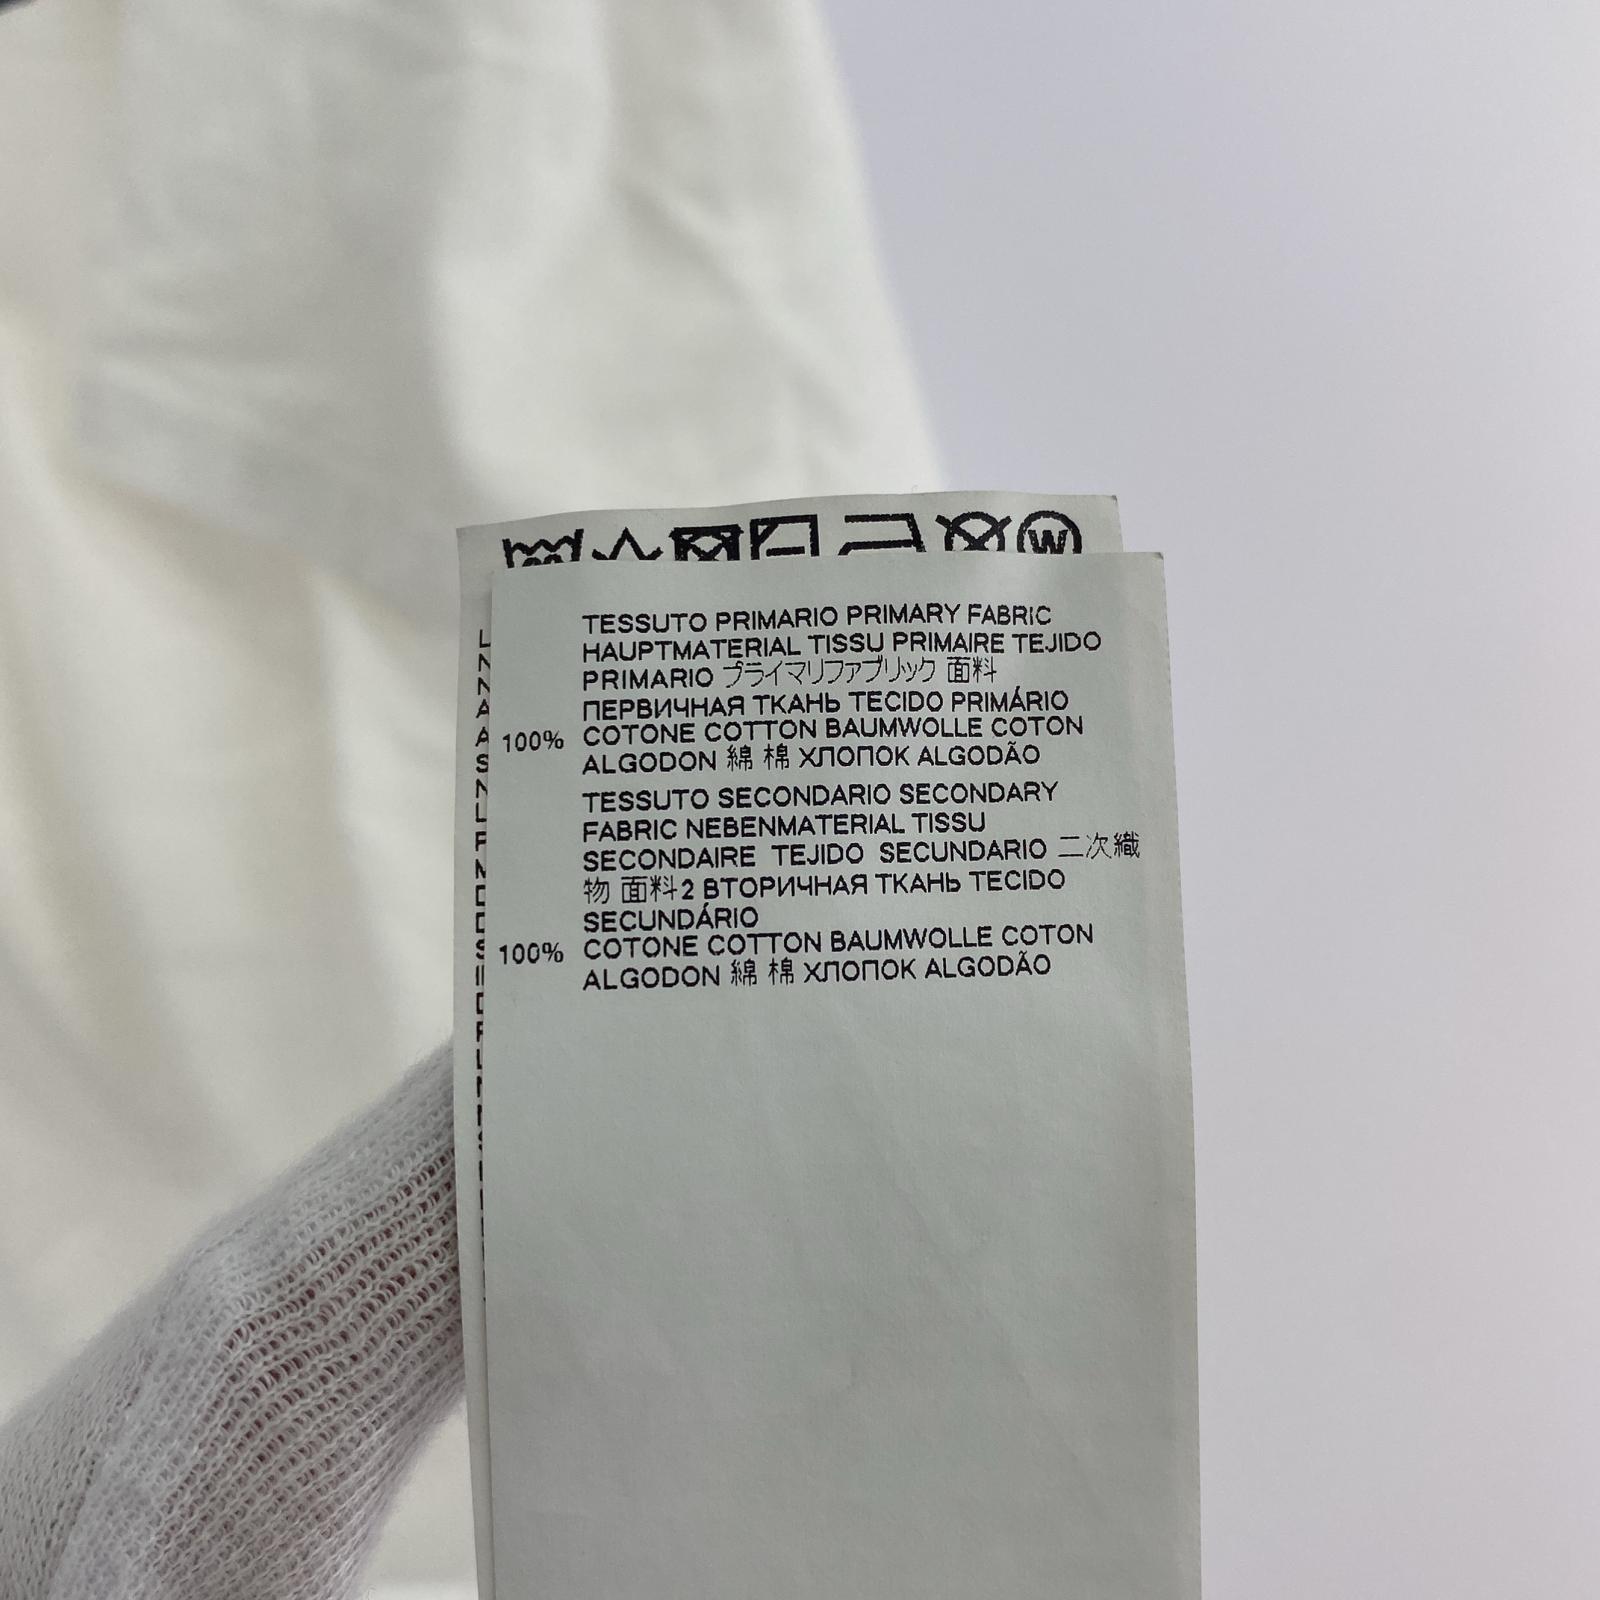 W
TESSUTO PRIMARIO PRIMARY FABRIC
HAUPTMATERIAL TISSU PRIMAIRE TEJIDO
PRIMARIO プライマリファブリック 面料
ПЕРВИЧНАЯ ТКАНЬ TECIDO PRIMÁRIO
100% COTONE COTTON BAUMWOLLE COTON
ALGODON 綿 棉 ХЛОПОК ALGODÃO
TESSUTO SECONDARIO SECONDARY
FABRIC NEBENMATERIAL TISSU
SECONDAIRE TEJIDO SECUNDARIO 二次織
物 面料2 ВТОРИЧНАЯ ТКАНЬ TECIDO
SECUNDÁRIO
100% COTONE COTTON BAUMWOLLE COTON
ALGODON 綿 棉 ХЛОПОК ALGODÃO